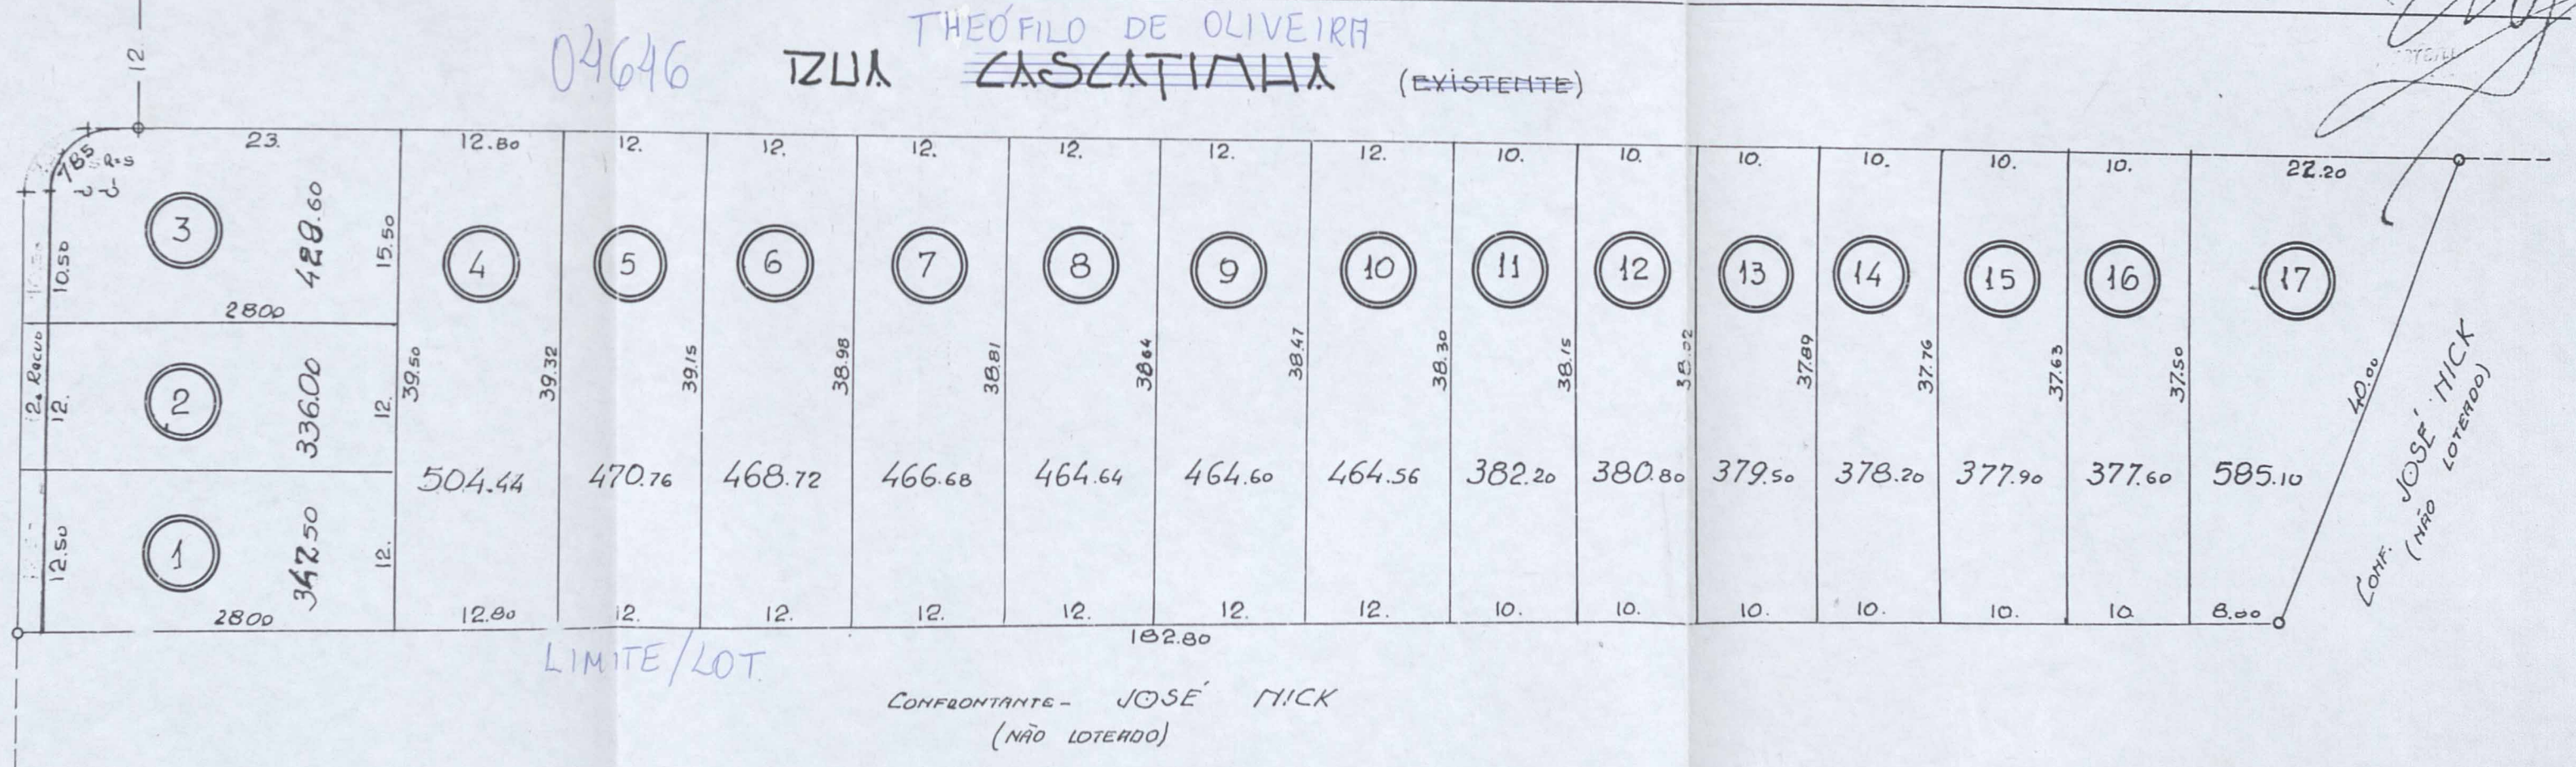 THEÓFILO DE OLIVEIRA
04646 RUA CASCATINHA (EXISTENTE)
12
7.85 R=5
23. 12.80 12. 12. 12. 12. 12. 12. 10. 10. 10. 10. 10. 10. 22.20
3 428.60 15.50 10.50
2800
4 5 6 7 8 9 10 11 12 13 14 15 16 17
2. Recuo 12. 2 336.00 12.
39.50 39.32 39.15 38.98 38.81 38.64 38.47 38.30 38.15 38.02 37.89 37.76 37.63 37.50 40.00
504.44 470.76 468.72 466.68 464.64 464.60 464.56 382.20 380.80 379.50 378.20 377.90 377.60 585.10
12.50 1 342.50 12.
2800 12.80 12. 12. 12. 12. 12. 12. 10. 10. 10. 10. 10. 10 8.00
182.80
LIMITE/LOT.
CONFRONTANTE - JOSÉ MICK
(NÃO LOTEADO)
CONF. JOSÉ MICK
(NÃO LOTEADO)